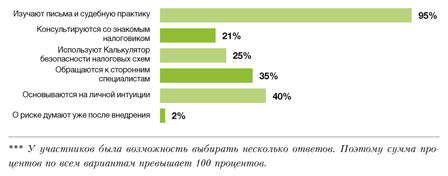 Изучают письма и судебную практику 95%
Консультируются со знакомым
налоговиком 21%
Используют Калькулятор
безопасности налоговых схем 25%
Обращаются к сторонним
специалистам 35%
Основываются на личной интуиции 40%
О риске думают уже после внедрения 2%
*** У участников была возможность выбирать несколько ответов. Поэтому сумма про-
центов по всем вариантам превышает 100 процентов.